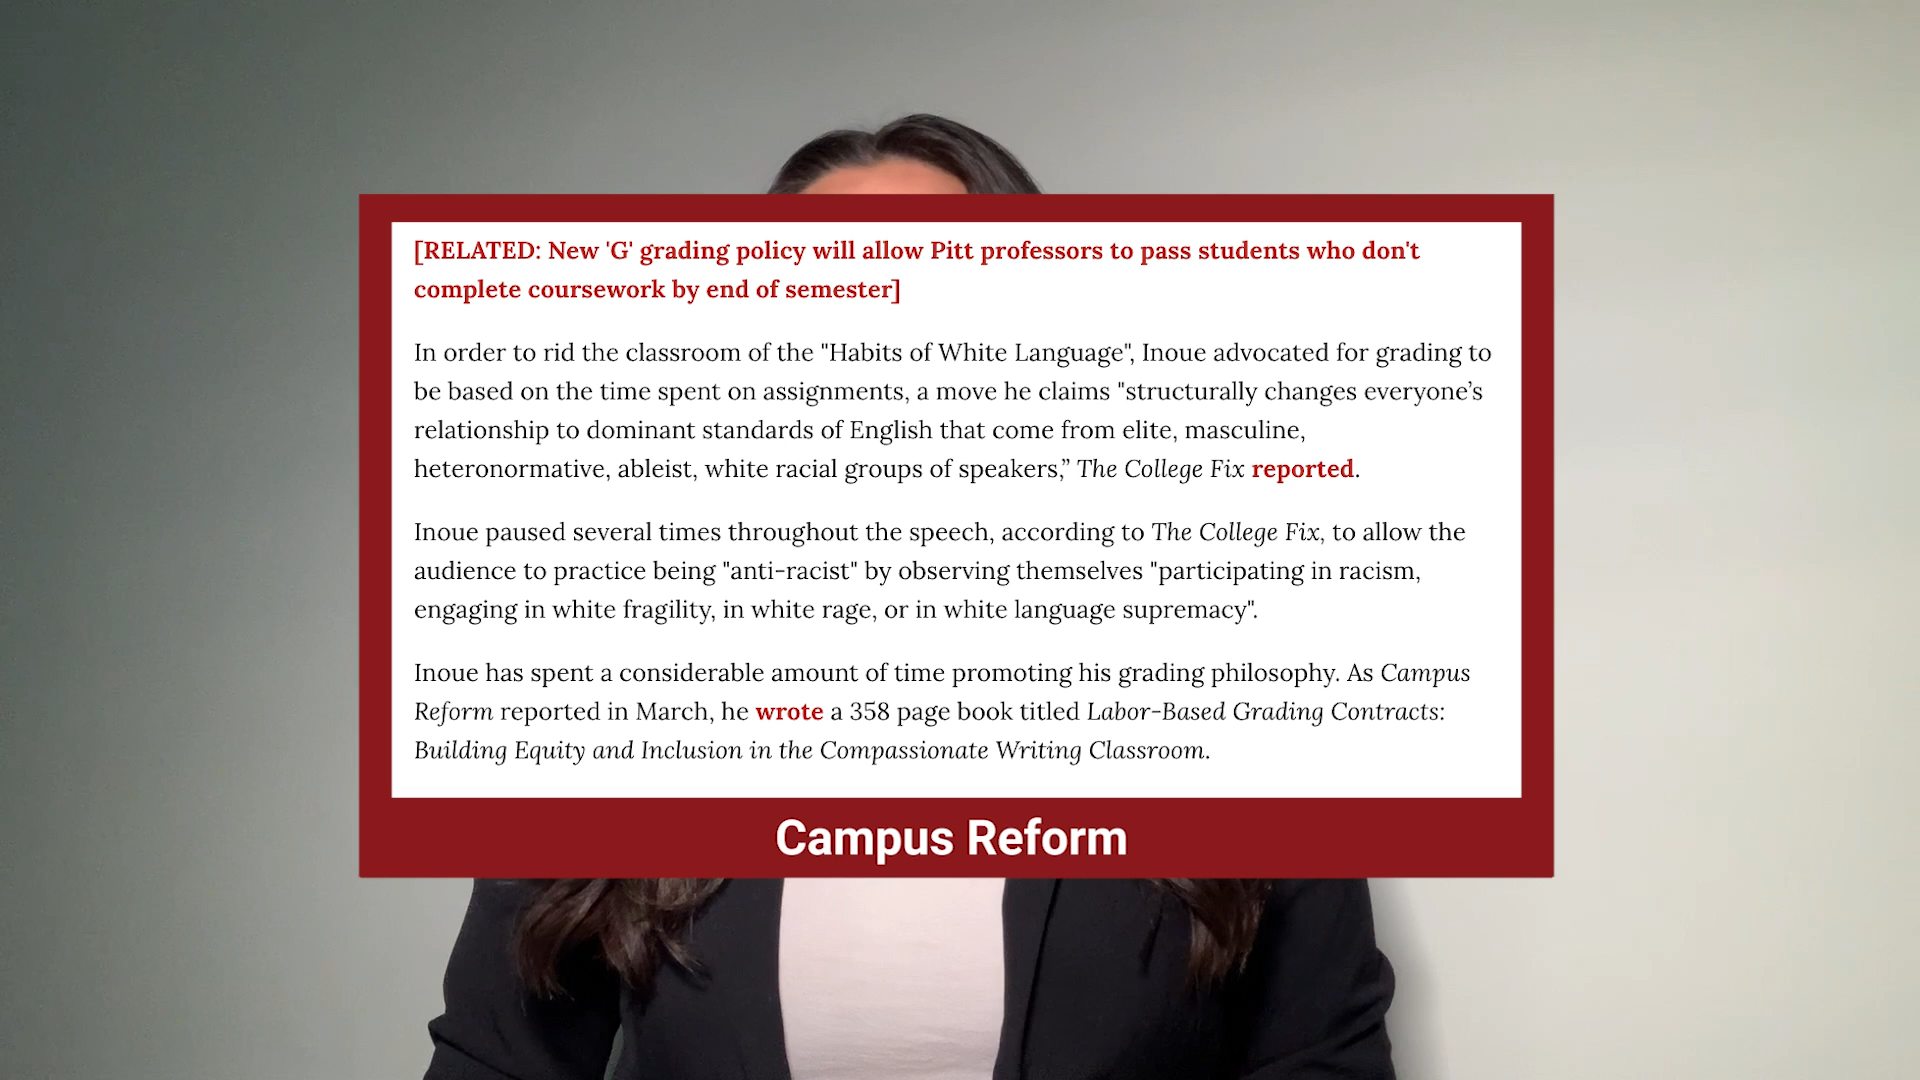 [RELATED: New 'G' grading policy will allow Pitt professors to pass students who don't
complete coursework by end of semester]
In order to rid the classroom of the "Habits of White Language", Inoue advocated for grading to
be based on the time spent on assignments, a move he claims "structurally changes everyone’s
relationship to dominant standards of English that come from elite, masculine,
heteronormative, ableist, white racial groups of speakers,” The College Fix reported.
Inoue paused several times throughout the speech, according to The College Fix, to allow the
audience to practice being "anti-racist" by observing themselves "participating in racism,
engaging in white fragility, in white rage, or in white language supremacy".
Inoue has spent a considerable amount of time promoting his grading philosophy. As Campus
Reform reported in March, he wrote a 358 page book titled Labor-Based Grading Contracts:
Building Equity and Inclusion in the Compassionate Writing Classroom.
Campus Reform